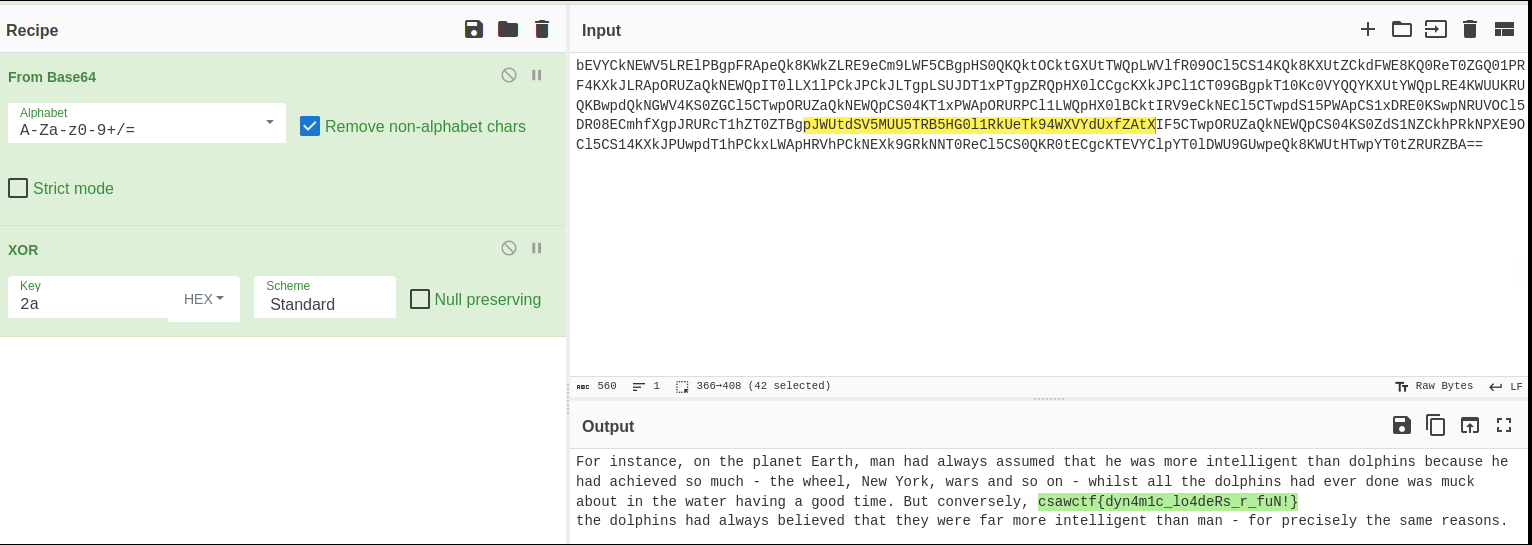 Recipe
From Base64
Alphabet
A-Za-z0-9+/=
Remove non-alphabet chars
Strict mode
XOR
Key
2a
HEX
Scheme
Standard
Null preserving
Input
bEVYCkNEWV5LRElPBgpFRApeQk8KWkZLRE9eCm9LWF5CBgpHS0QKQktOCktGXUtTWQpLWVlfR09OCl5CS14KQk8KXUtZCkdFWE8KQ0ReT0ZGQ01PR
F4KXkJLRApORUZaQkNEWQpIT0lLX1lPCkJPCkJLTgpLSUJDT1xPTgpZRQpHX0lCCgcKXkJPCl1CT09GBgpkT10Kc0VYQQYKXUtYWQpLRE4KWUUKRU
QKBwpdQkNGWV4KS0ZGCl5CTwpORUZaQkNEWQpCS04KT1xPWApORURPCl1LWQpHX0lBCktIRV9eCkNECl5CTwpdS15PWApCS1xDRE0KSwpNRUVOCl5
DR08ECmhfXgpJRURcT1hZT0ZTBgpJWUtdSV5MUU5TRB5HG0l1RkUeTk94WXVYdUxfZAtXIF5CTwpORUZaQkNEWQpCS04KS0ZdS1NZCkhPRkNPXE9O
Cl5CS14KXkJPUwpdT1hPCkxLWApHRVhPCkNEXk9GRkNNT0ReCl5CS0QKR0tECgcKTEVYClpYT0lDWU9GUwpeQk8KWUtHTwpYT0tZRURZBA==
560
1
366→408 (42 selected)
Raw Bytes
LF
Output
For instance, on the planet Earth, man had always assumed that he was more intelligent than dolphins because he
had achieved so much - the wheel, New York, wars and so on - whilst all the dolphins had ever done was muck
about in the water having a good time. But conversely, csawctf{dyn4m1c_lo4deRs_r_fuN!}
the dolphins had always believed that they were far more intelligent than man - for precisely the same reasons.